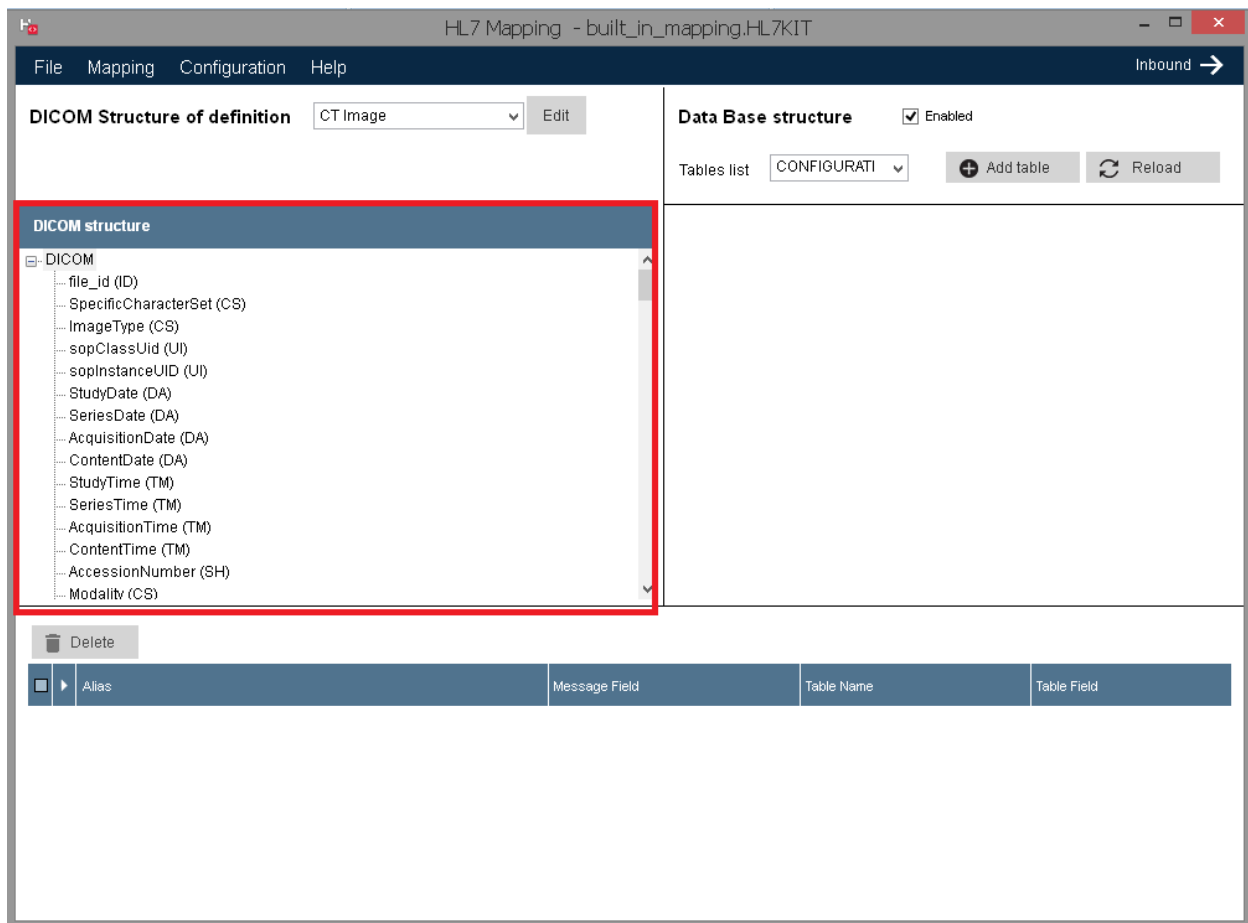 HL7 Mapping - built_in_mapping.HL7KIT
File Mapping Configuration Help Inbound
DICOM Structure of definition CT Image Edit
Data Base structure Enabled
Tables list CONFIGURATI Add table Reload
DICOM structure
DICOM
file_id (ID)
SpecificCharacterSet (CS)
ImageType (CS)
sopClassUid (UI)
sopInstanceUID (UI)
StudyDate (DA)
SeriesDate (DA)
AcquisitionDate (DA)
ContentDate (DA)
StudyTime (TM)
SeriesTime (TM)
AcquisitionTime (TM)
ContentTime (TM)
AccessionNumber (SH)
Modality (CS)
Delete
Alias Message Field Table Name Table Field